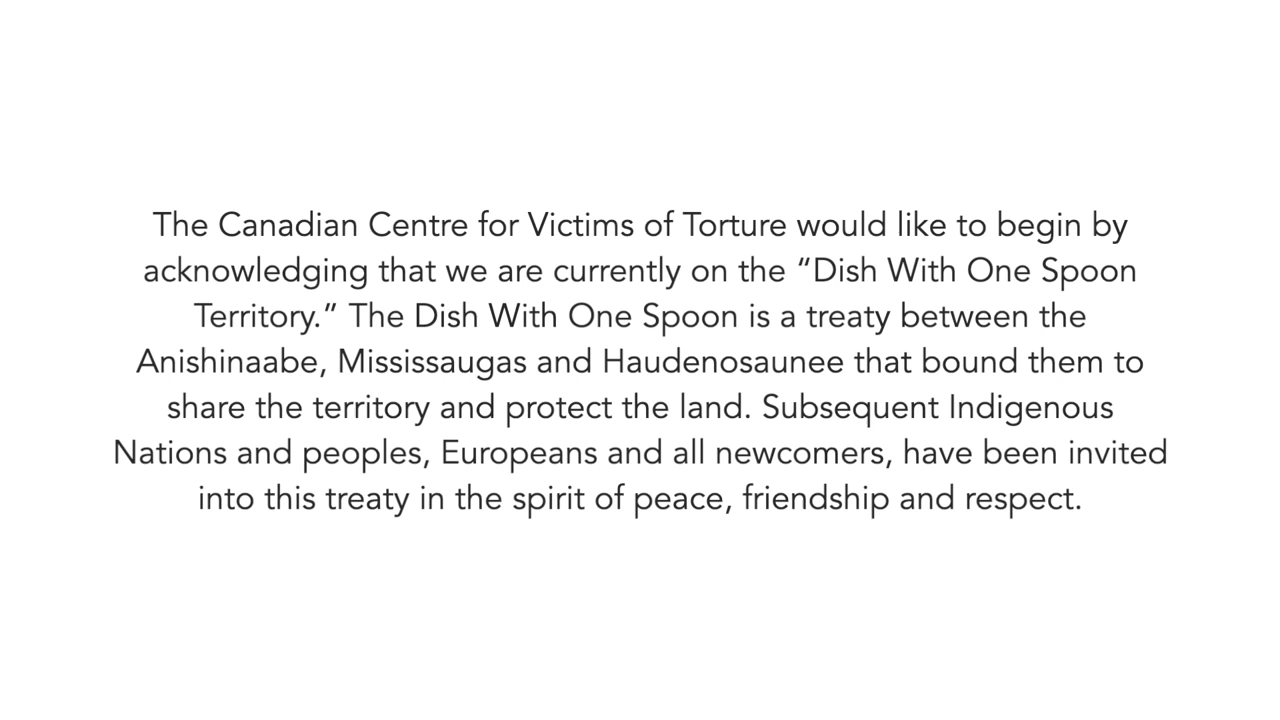 The Canadian Centre for Victims of Torture would like to begin by
acknowledging that we are currently on the “Dish With One Spoon
Territory.” The Dish With One Spoon is a treaty between the
Anishinaabe, Mississaugas and Haudenosaunee that bound them to
share the territory and protect the land. Subsequent Indigenous
Nations and peoples, Europeans and all newcomers, have been invited
into this treaty in the spirit of peace, friendship and respect.